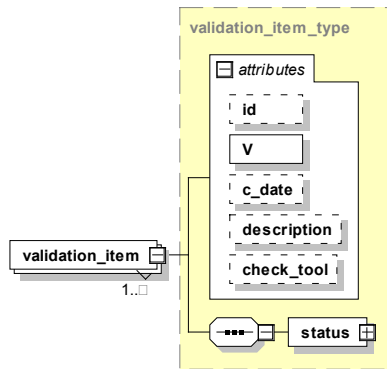 validation_item_type
attributes
id
V
c_date
description
check_tool
validation_item
1..□
status